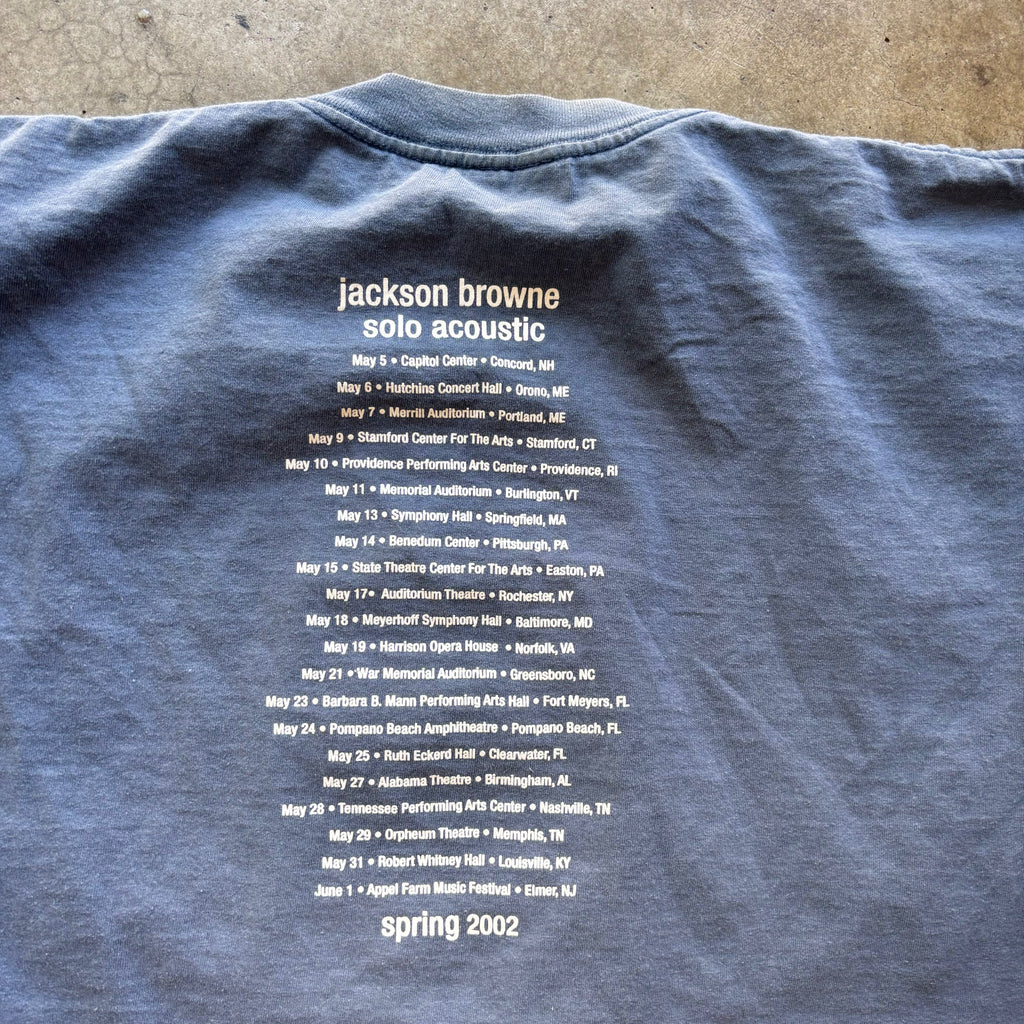 jackson browne
solo acoustic
May 5 • Capitol Center • Concord, NH
May 6 • Hutchins Concert Hall • Orono, ME
May 7 • Merrill Auditorium • Portland, ME
May 9 • Stamford Center For The Arts • Stamford, CT
May 10 • Providence Performing Arts Center • Providence, RI
May 11 • Memorial Auditorium • Burlington, VT
May 13 • Symphony Hall • Springfield, MA
May 14 • Benedum Center • Pittsburgh, PA
May 15 • State Theatre Center For The Arts • Easton, PA
May 17 • Auditorium Theatre • Rochester, NY
May 18 • Meyerhoff Symphony Hall • Baltimore, MD
May 19 • Harrison Opera House • Norfolk, VA
May 21 • War Memorial Auditorium • Greensboro, NC
May 23 • Barbara B. Mann Performing Arts Hall • Fort Meyers, FL
May 24 • Pompano Beach Amphitheatre • Pompano Beach, FL
May 25 • Ruth Eckerd Hall • Clearwater, FL
May 27 • Alabama Theatre • Birmingham, AL
May 28 • Tennessee Performing Arts Center • Nashville, TN
May 29 • Orpheum Theatre • Memphis, TN
May 31 • Robert Whitney Hall • Louisville, KY
June 1 • Appel Farm Music Festival • Elmer, NJ
spring 2002